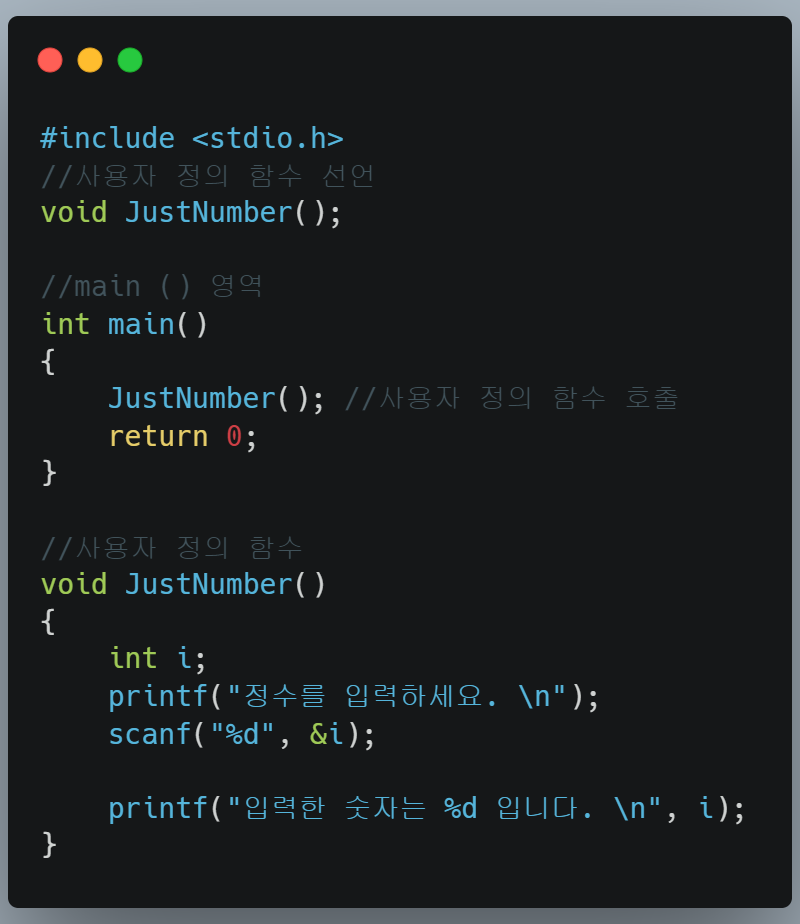 #include <stdio.h>
//사용자 정의 함수 선언
void JustNumber();
//main () 영역
int main()
{
    JustNumber(); //사용자 정의 함수 호출
    return 0;
}
//사용자 정의 함수
void JustNumber()
{
    int i;
    printf("정수를 입력하세요. \n");
    scanf("%d", &i);
    printf("입력한 숫자는 %d 입니다. \n", i);
}